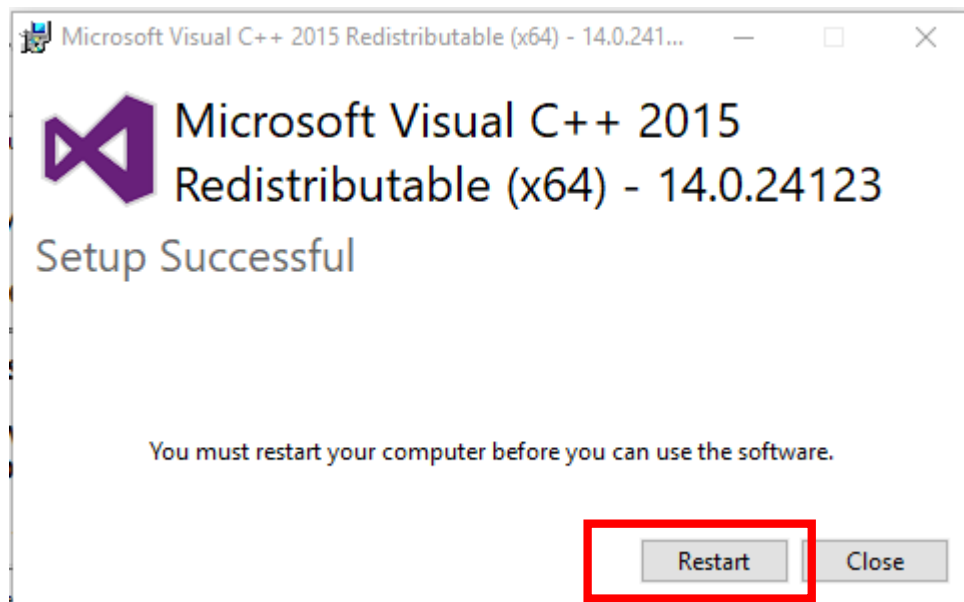 Microsoft Visual C++ 2015 Redistributable (x64) - 14.0.241...
Microsoft Visual C++ 2015
Redistributable (x64) - 14.0.24123
Setup Successful
You must restart your computer before you can use the software.
Restart Close